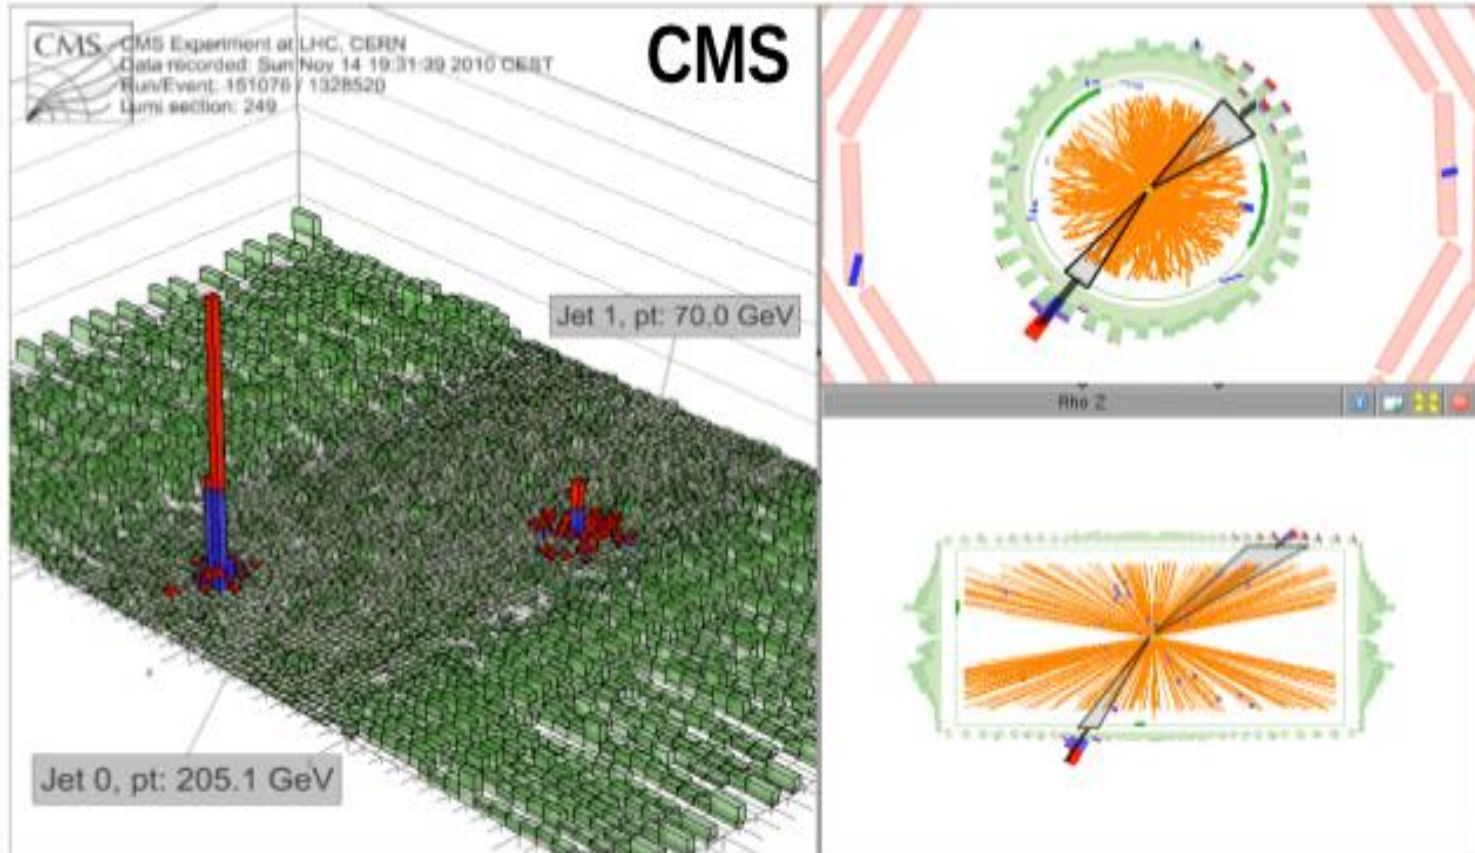 CMS
CMS Experiment at LHC, CERN
Data recorded: Sun Nov 14 19:31:39 2010 CEST
Run/Event: 151076 / 1328520
Lumi section: 249
CMS
Jet 1, pt: 70.0 GeV
Jet 0, pt: 205.1 GeV
Rho Z